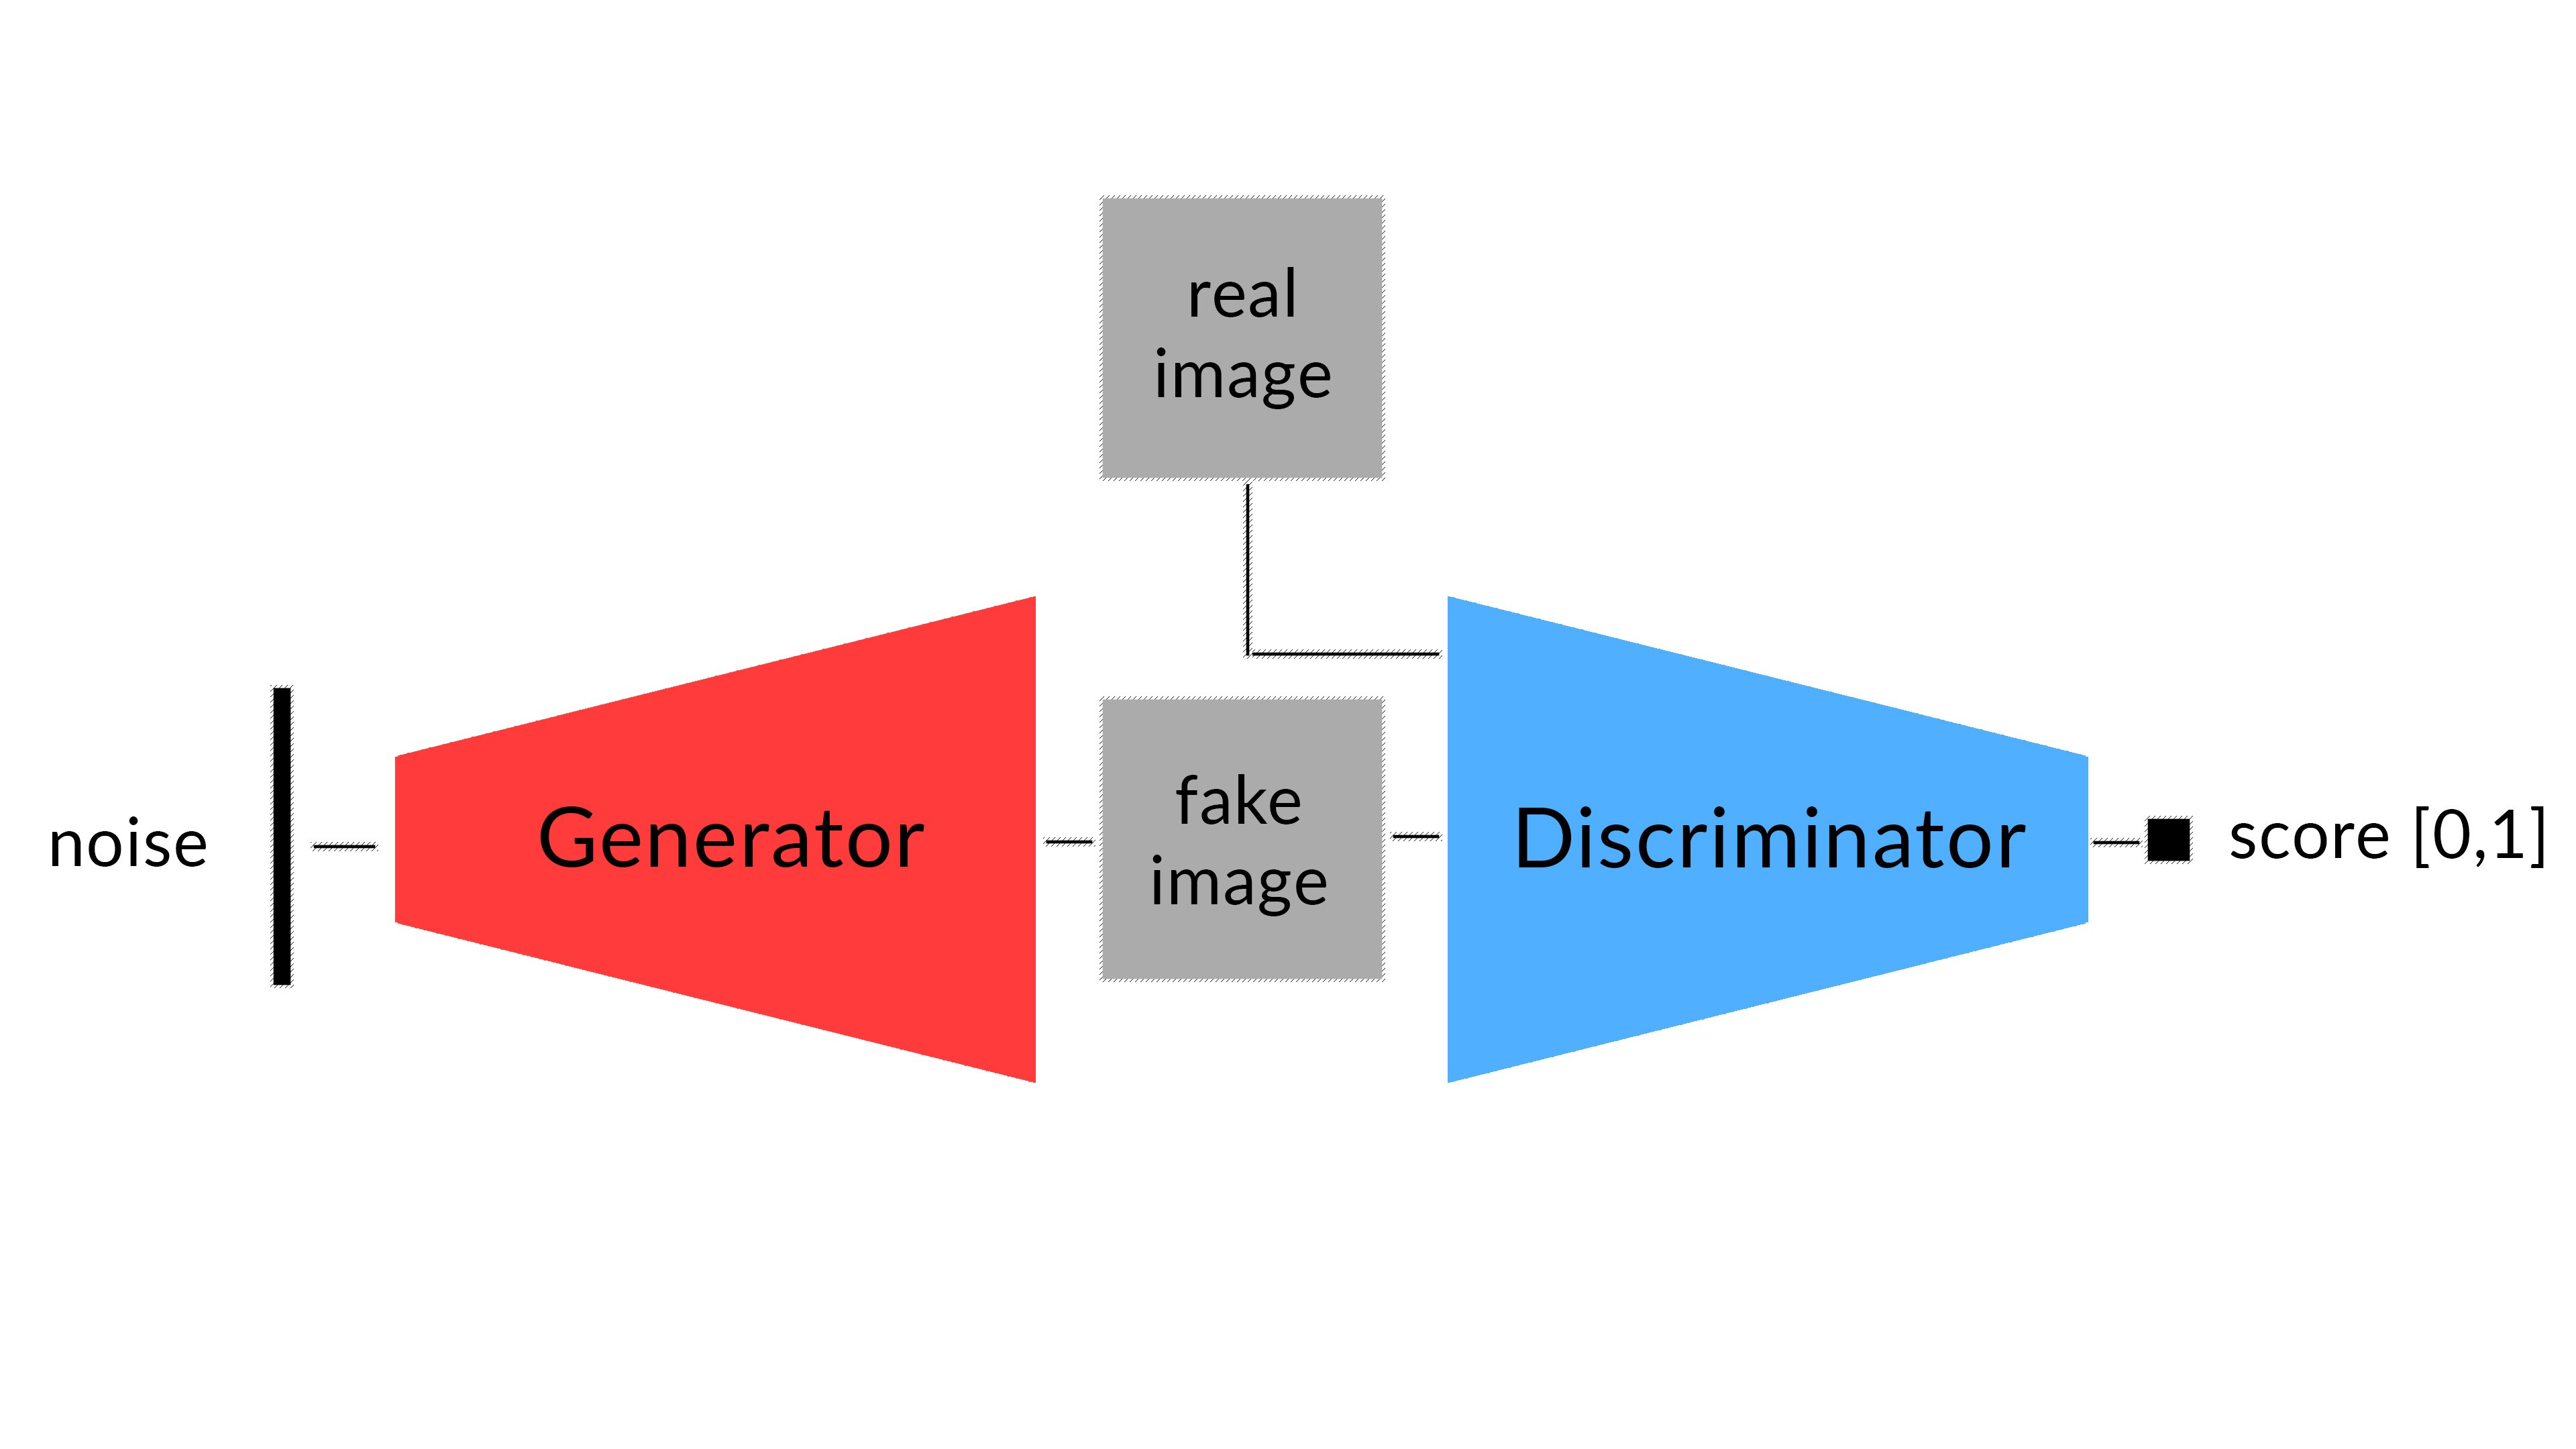 real
image
noise
Generator
fake
image
Discriminator
score [0,1]